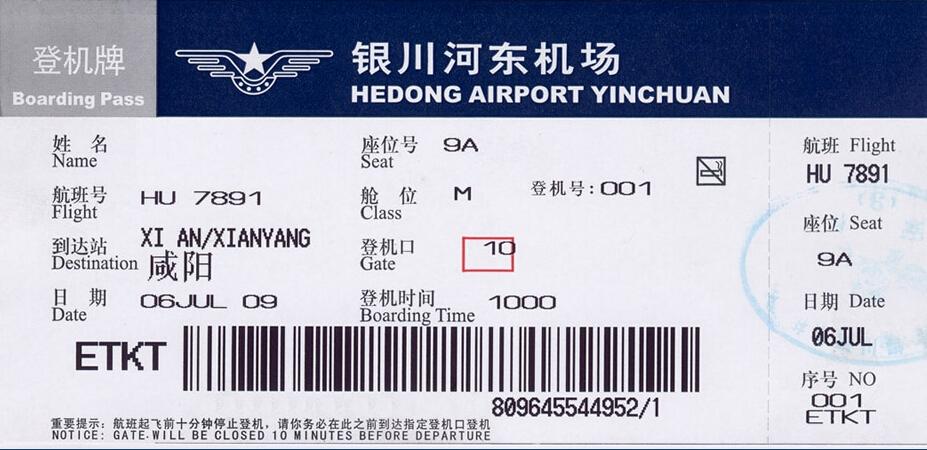 登机牌
Boarding Pass
银川河东机场
HEDONG AIRPORT YINCHUAN
姓 名
Name
座位号 9A
Seat
航班号 HU 7891
Flight
舱 位 M
Class
登机号:001
到达站 XI AN/XIANYANG
Destination 咸阳
登机口 10
Gate
日 期 06JUL 09
Date
登机时间 1000
Boarding Time
ETKT
809645544952/1
重要提示: 航班起飞前十分钟停止登机, 请你务必在此之前到达指定登机口登机
NOTICE: GATE WILL BE CLOSED 10 MINUTES BEFORE DEPARTURE
航班 Flight
HU 7891
座位 Seat
9A
日期 Date
06JUL
序号 NO
001
ETKT